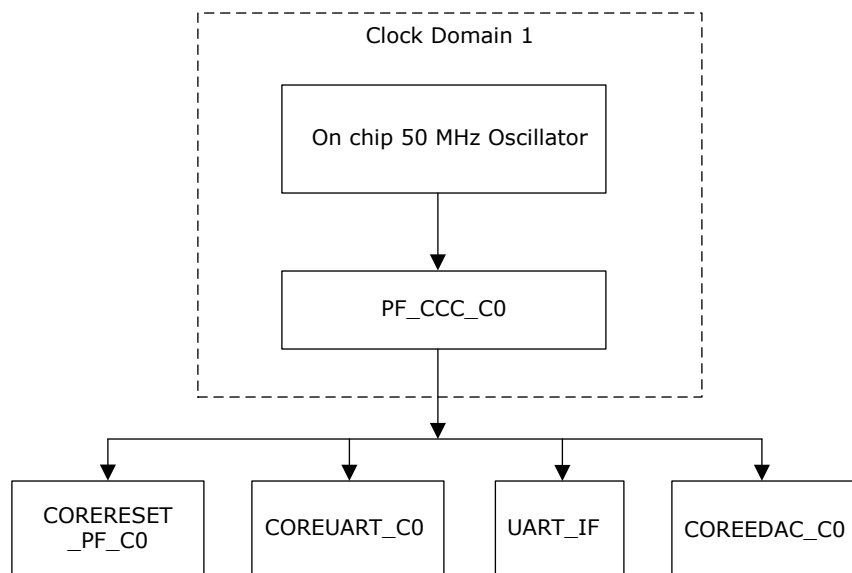 Clock Domain 1
On chip 50 MHz Oscillator
PF_CCC_C0
CORERESET
_PF_C0
COREUART_C0
UART_IF
COREEDAC_C0